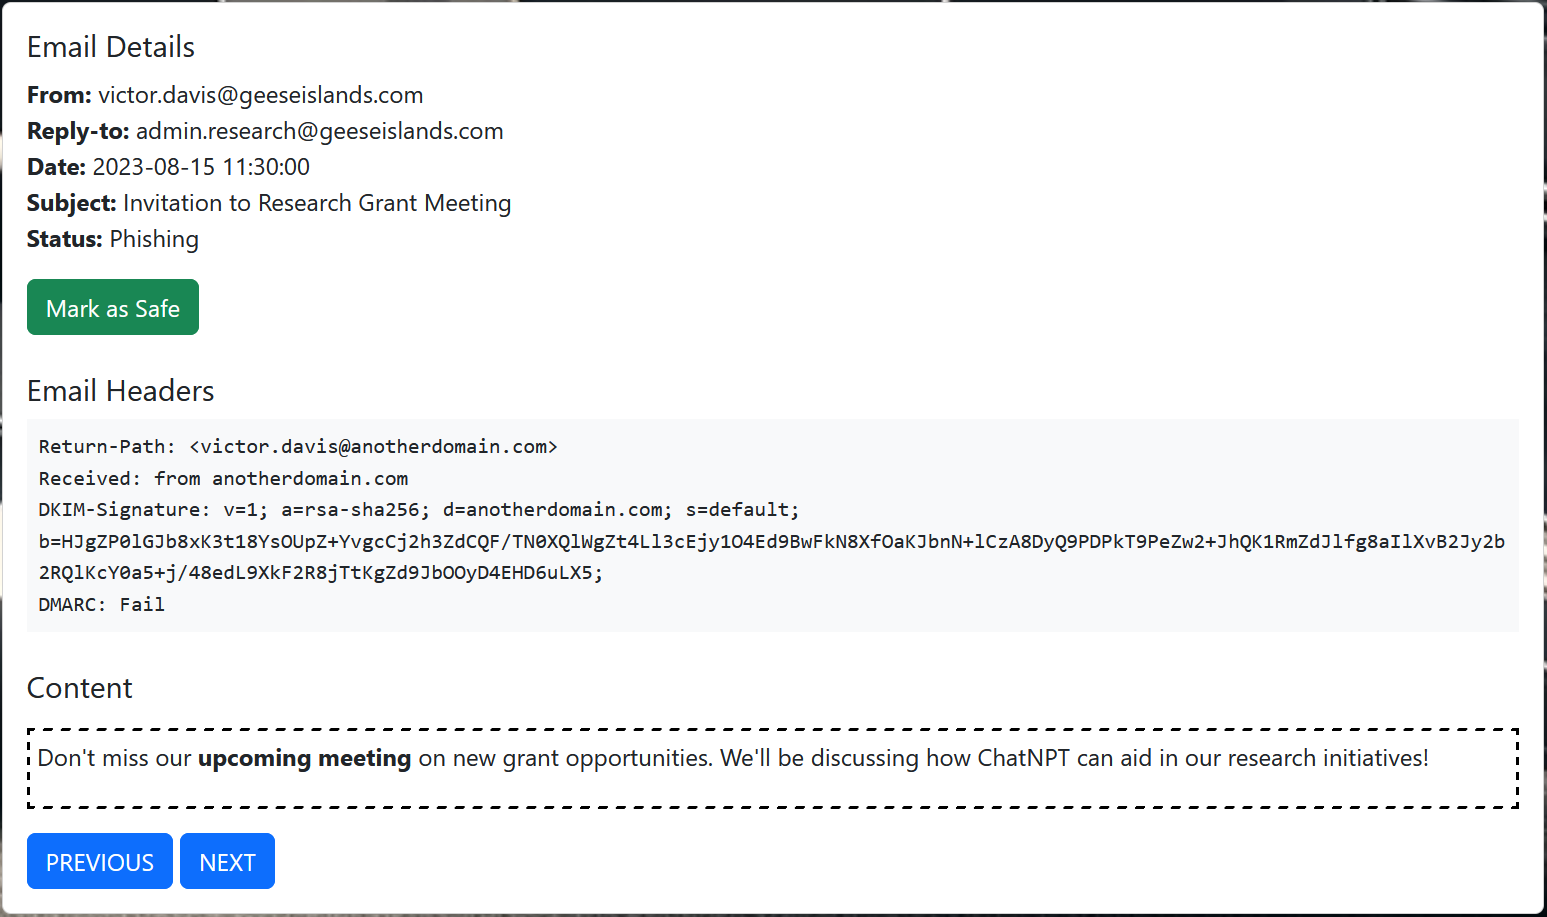 Email Details
From: victor.davis@geeseislands.com
Reply-to: admin.research@geeseislands.com
Date: 2023-08-15 11:30:00
Subject: Invitation to Research Grant Meeting
Status: Phishing
Mark as Safe
Email Headers
Return-Path: <victor.davis@anotherdomain.com>
Received: from anotherdomain.com
DKIM-Signature: v=1; a=rsa-sha256; d=anotherdomain.com; s=default;
b=HJgZP0lGJb8xK3t18YsOUpZ+YvgcCj2h3ZdCQF/TN0XQlWgZt4Ll3cEjy1O4Ed9BwFkN8XfOaKJbnN+lCzA8DyQ9PDPkT9PeZw2+JhQK1RmZdJlfg8aIlXvB2Jy2b
2RQlKcY0a5+j/48edL9XkF2R8jTtKgZd9JbOOyD4EHD6uLX5;
DMARC: Fail
Content
Don't miss our upcoming meeting on new grant opportunities. We'll be discussing how ChatNPT can aid in our research initiatives!
PREVIOUS NEXT